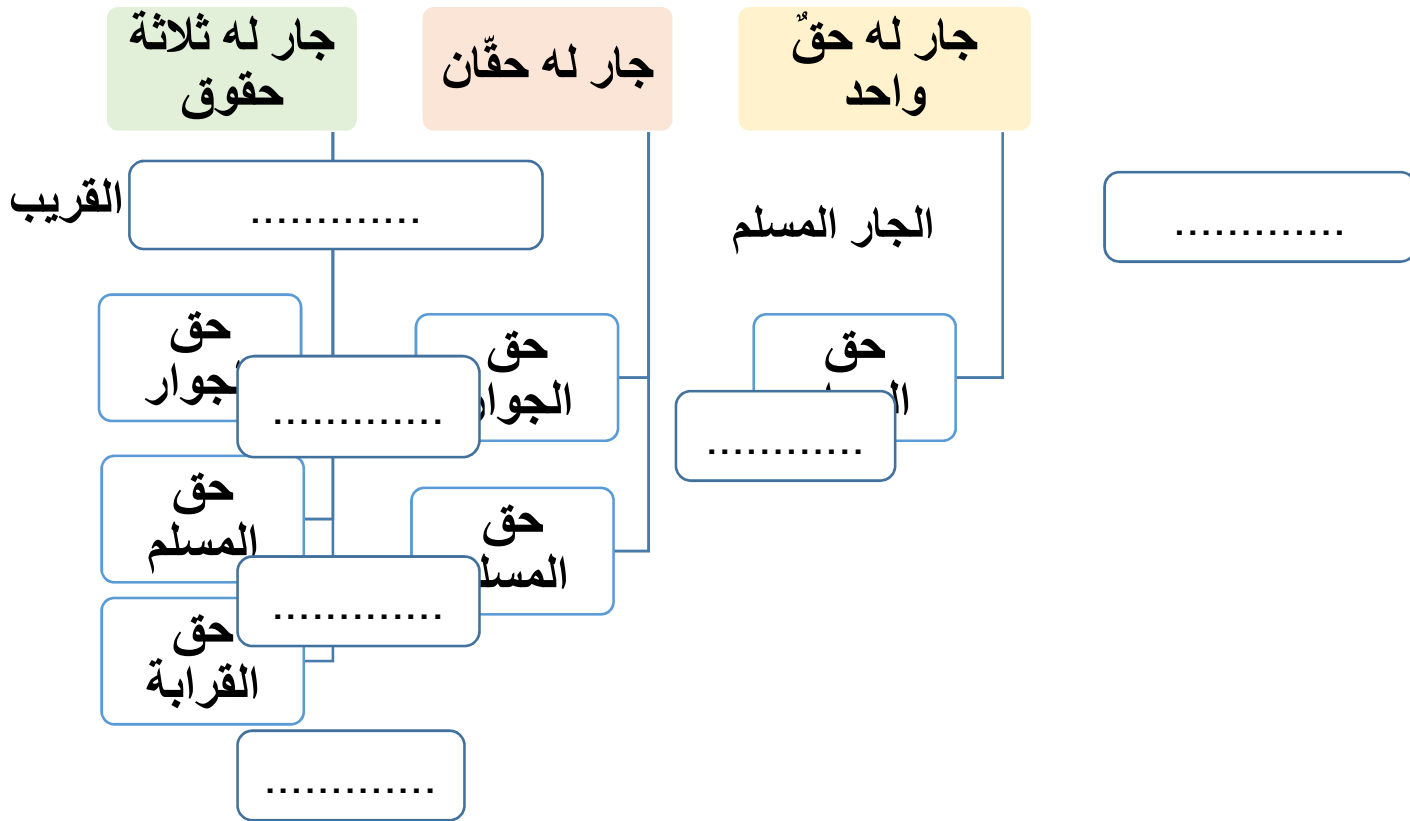 جار له حقٌ
واحد
جار له حقّان
جار له ثلاثة
حقوق
.............
الجار المسلم
.............
القريب
حق
حق
الجوار
حق
.............
............
حق
المسلم
حق
.............
حق
القرابة
.............